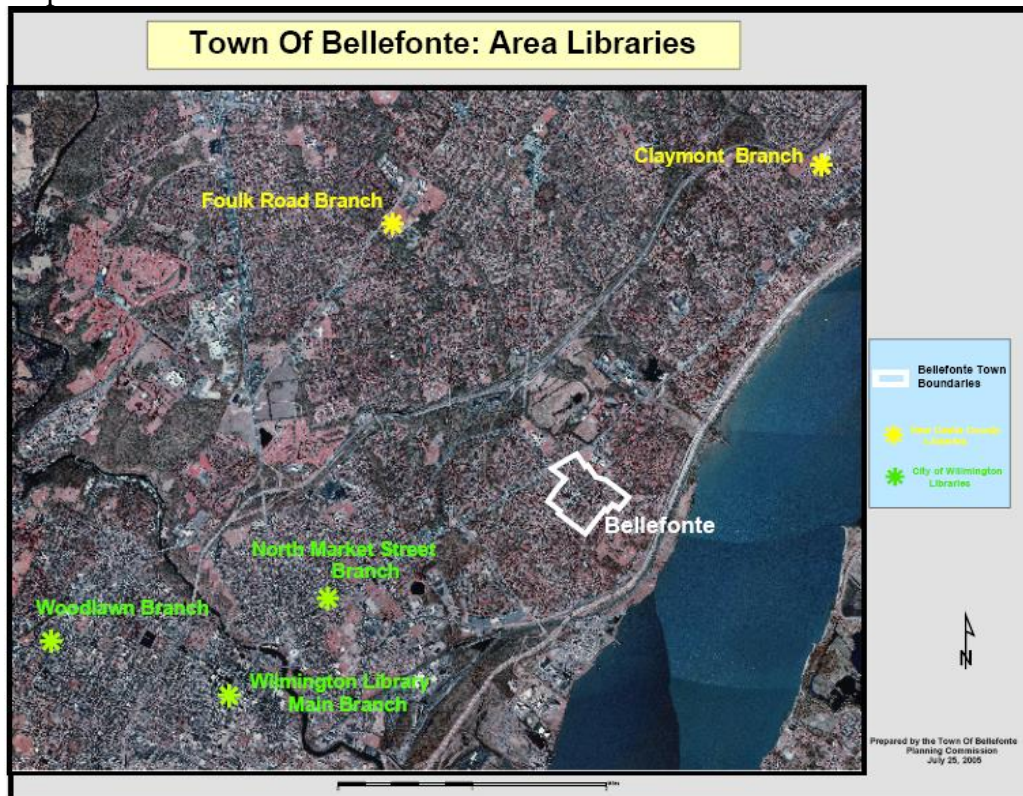 Town Of Bellefonte: Area Libraries
Claymont Branch
Foulk Road Branch
Bellefonte Town
Boundaries
Libraries
City of Wilmington
Libraries
Bellefonte
North Market Street
Branch
Woodlawn Branch
Wilmington Library
Main Branch
N
Prepared by the Town Of Bellefonte
Planning Commission
July 25, 2005